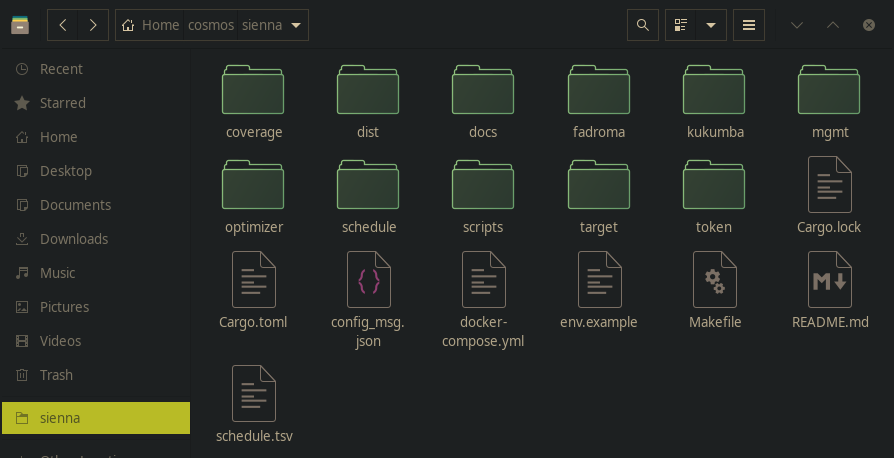 Home cosmos sienna
Recent
Starred
Home
Desktop
Documents
Downloads
Music
Pictures
Videos
Trash
sienna
coverage dist docs fadroma kukumba mgmt
optimizer schedule scripts target token Cargo.lock
Cargo.toml config_msg. docker- env.example Makefile README.md
json compose.yml
schedule.tsv